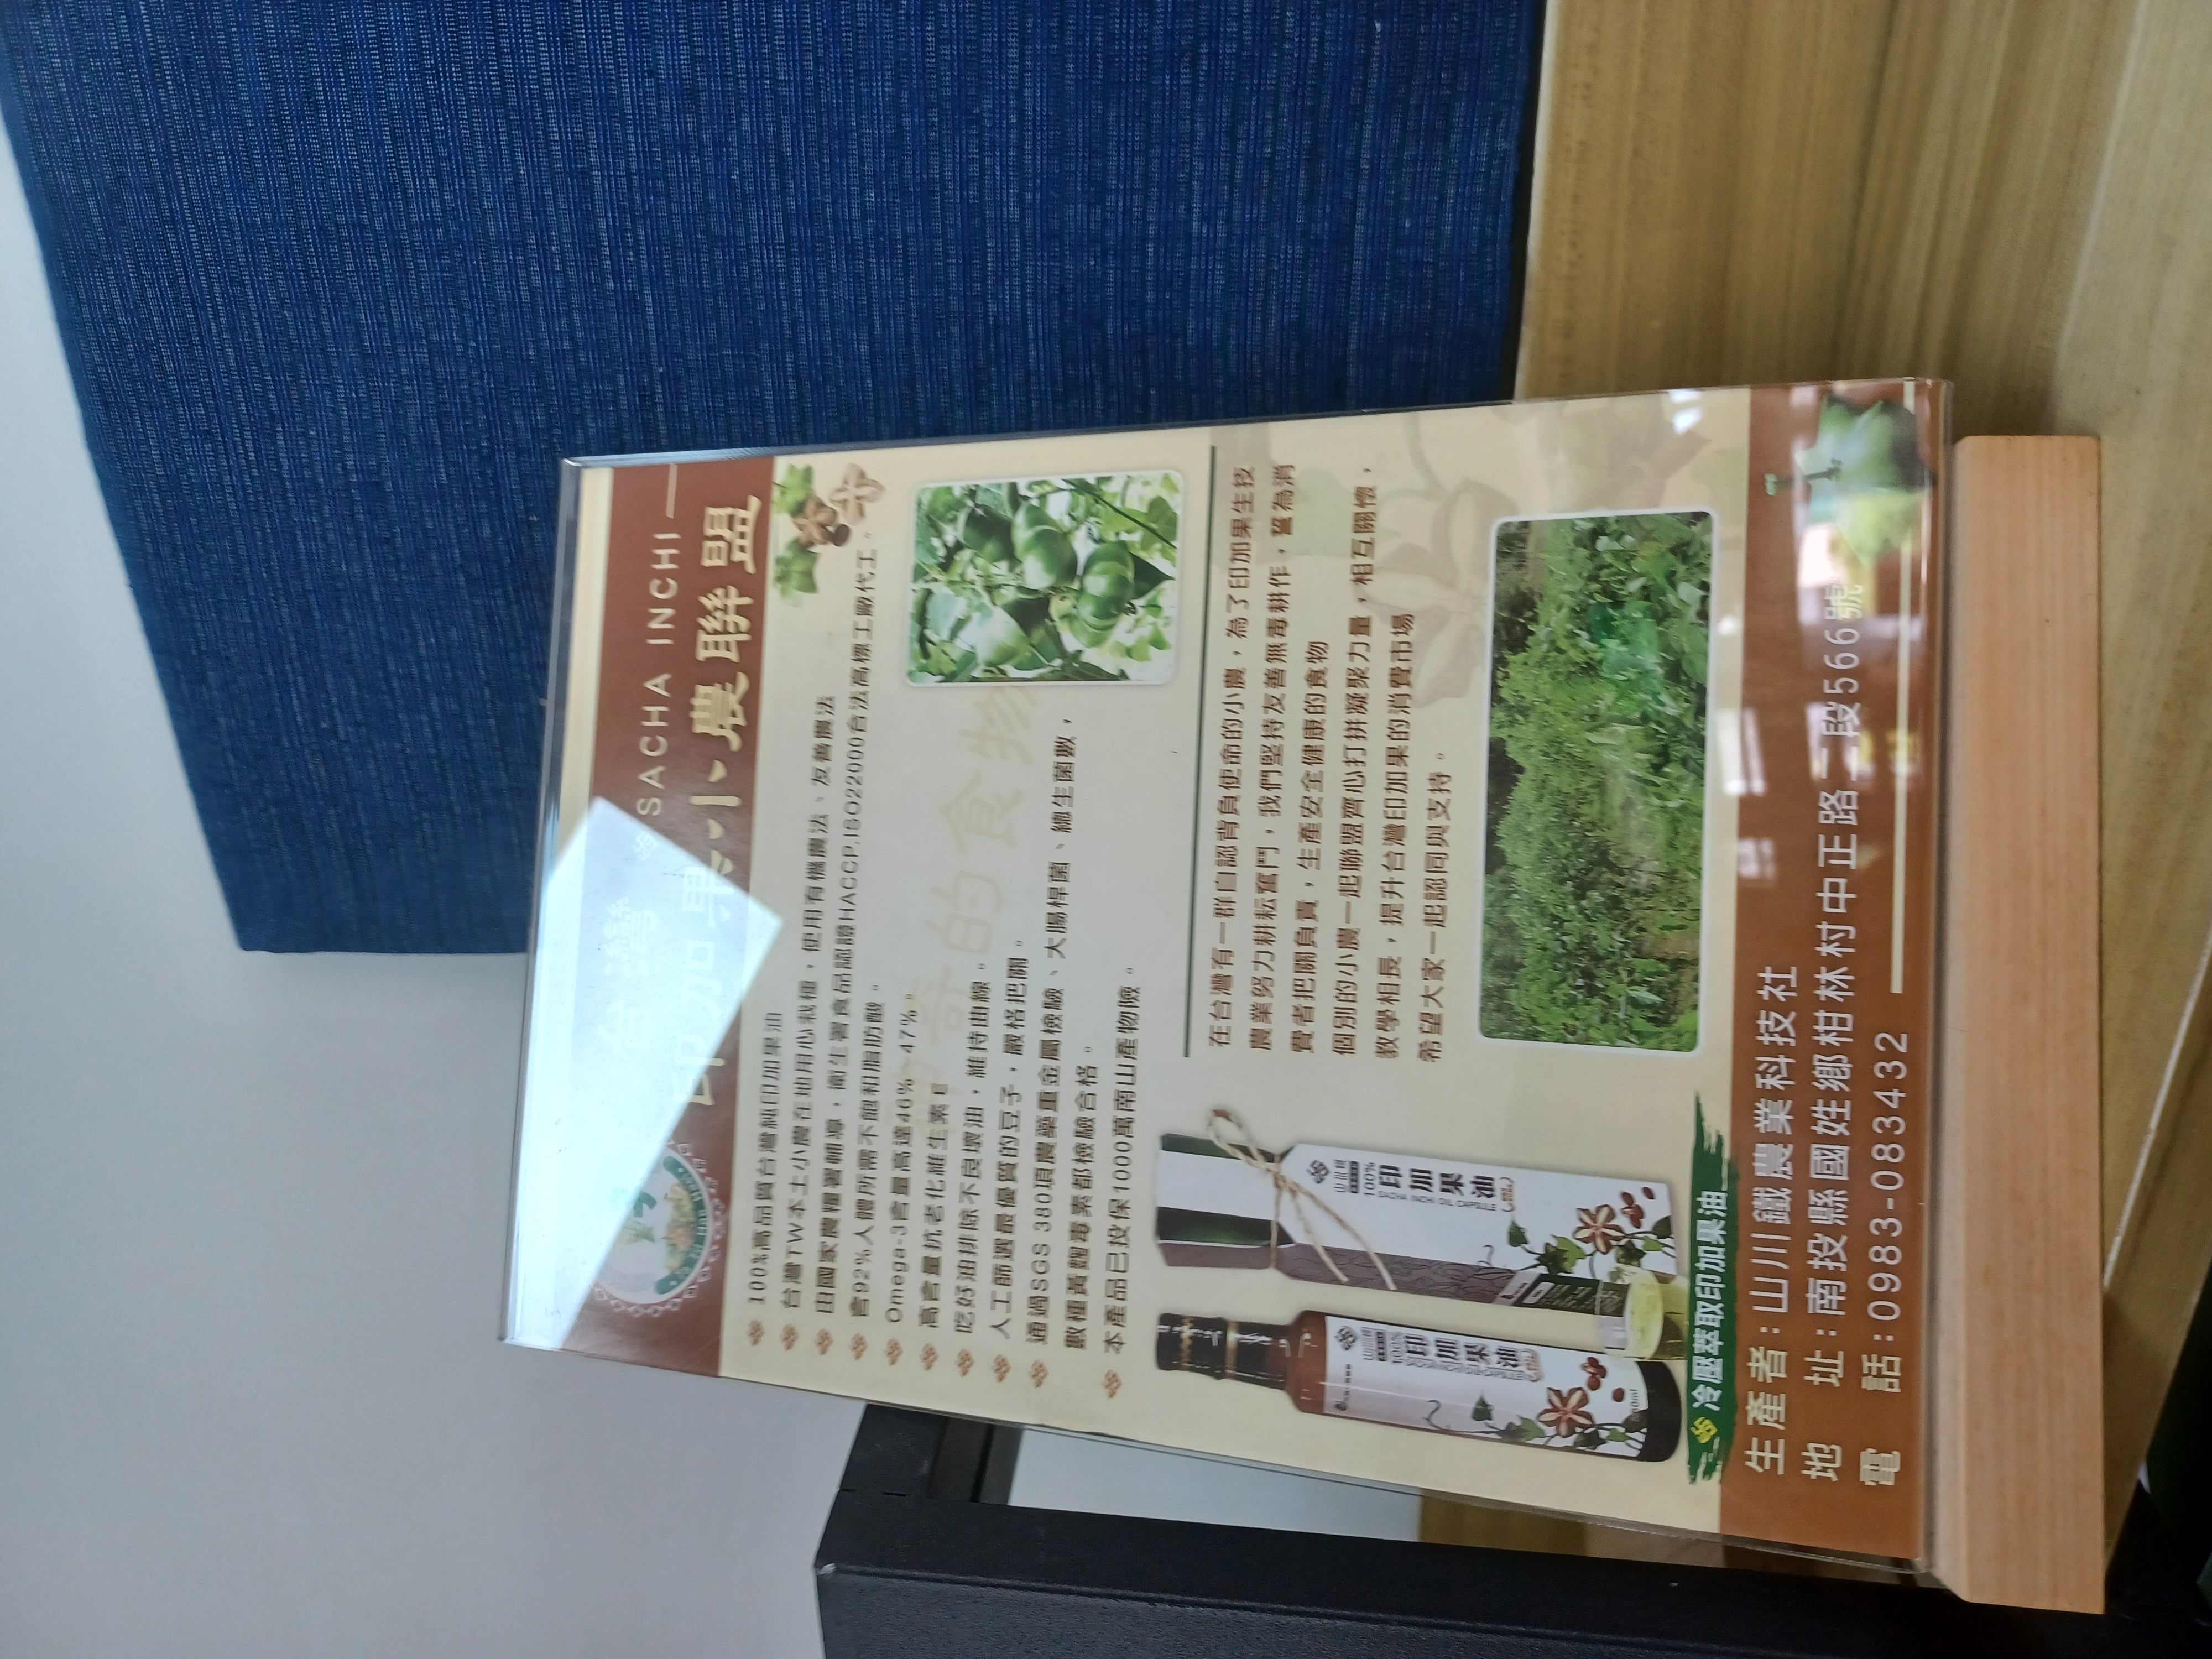 台灣
SACHA INCHI
印加果小農聯盟
100%高品質台灣純印加果油
台灣TW本土小農在地用心栽種，使用有機農法、友善農法
由國家農糧署輔導，衛生署食品認證HACCP.ISO22000合法高標工廠代工。
含92%人體所需不飽和脂肪酸。
Omega-3含量高達46%~47%。
高含量抗老化維生素E
吃好油排除不良壞油，維持曲線。
人工篩選最優質的豆子，嚴格把關。
通過SGS 380項農藥重金屬檢驗、大腸桿菌、總生菌數，
數種黃麴毒素都檢驗合格。
本產品已投保1000萬南山產物險。
奇的食物
在台灣有一群自認背負使命的小農，為了印加果生技
農業努力耕耘奮鬥，我們堅持友善無毒耕作，誓為消
費者把關負責，生產安全健康的食物
個別的小農一起聯盟齊心打拼凝聚力量，相互關懷，
教學相長，提升台灣印加果的消費市場
希望大家一起認同與支持。
100%
印加果油
100%
印加果油
冷壓萃取印加果油
生產者：山川鐵農業科技社
地　址：南投縣國姓鄉柑林村中正路二段566號
電　話：0983-083432